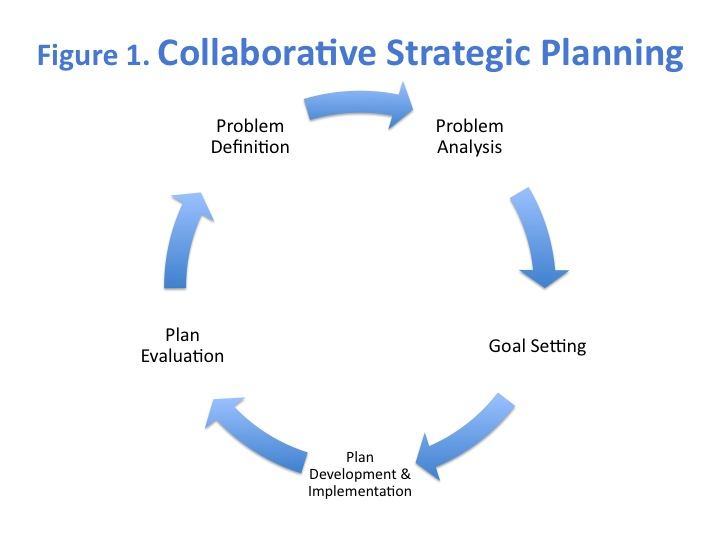 Figure 1. Collaborative Strategic Planning
Problem
Definition
Problem
Analysis
Goal Setting
Plan
Development &
Implementation
Plan
Evaluation